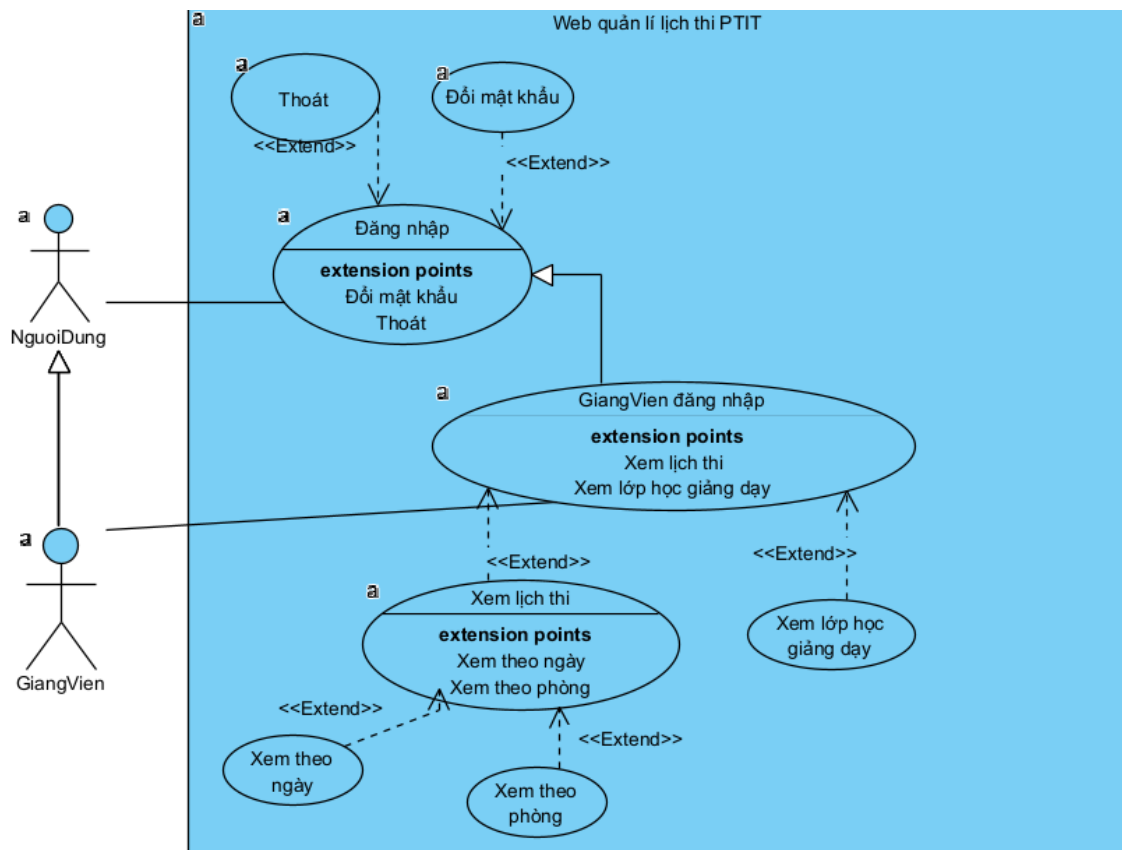 a
Web quản lí lịch thi PTIT
a
Thoát
a
Đổi mật khẩu
<<Extend>>
<<Extend>>
a
Đăng nhập
extension points
Đổi mật khẩu
Thoát
a
NguoiDung
a
GiangVien đăng nhập
extension points
Xem lịch thi
Xem lớp học giảng dạy
a
GiangVien
<<Extend>>
<<Extend>>
a
Xem lịch thi
extension points
Xem theo ngày
Xem theo phòng
Xem lớp học
giảng dạy
<<Extend>>
<<Extend>>
Xem theo
ngày
Xem theo
phòng